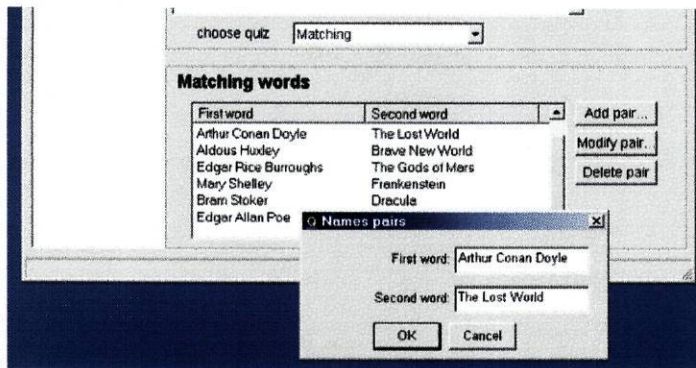 choose quiz Matching
Matching words
First word Second word
Add pair...
Arthur Conan Doyle The Lost World
Aldous Huxley Brave New World
Modify pair...
Edgar Rice Burroughs The Gods of Mars
Mary Shelley Frankenstein
Delete pair
Bram Stoker Dracula
Edgar Allan Poe
Names pairs
First word: Arthur Conan Doyle
Second word: The Lost World
OK Cancel